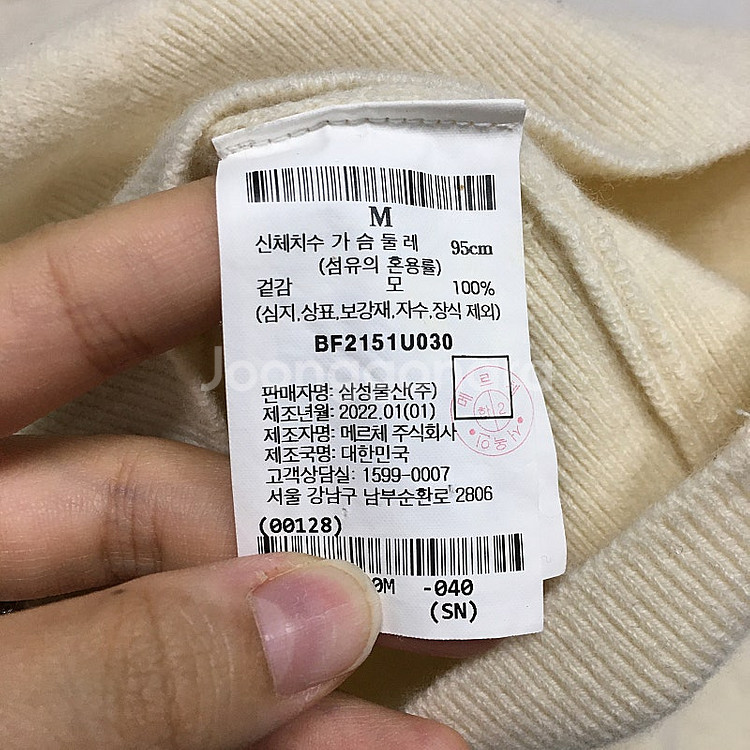 M
신체치수 가 슴 둘 레 95cm
(섬유의 혼용률)
겉감 모 100%
(심지,상표,보강재,자수,장식 제외)
BF2151U030
판매자명: 삼성물산(주)
제조년월: 2022.01(01)
제조자명: 메르체 주식회사
제조국명: 대한민국
고객상담실: 1599-0007
서울 강남구 남부순환로 2806
(00128)
0M -040
(SN)